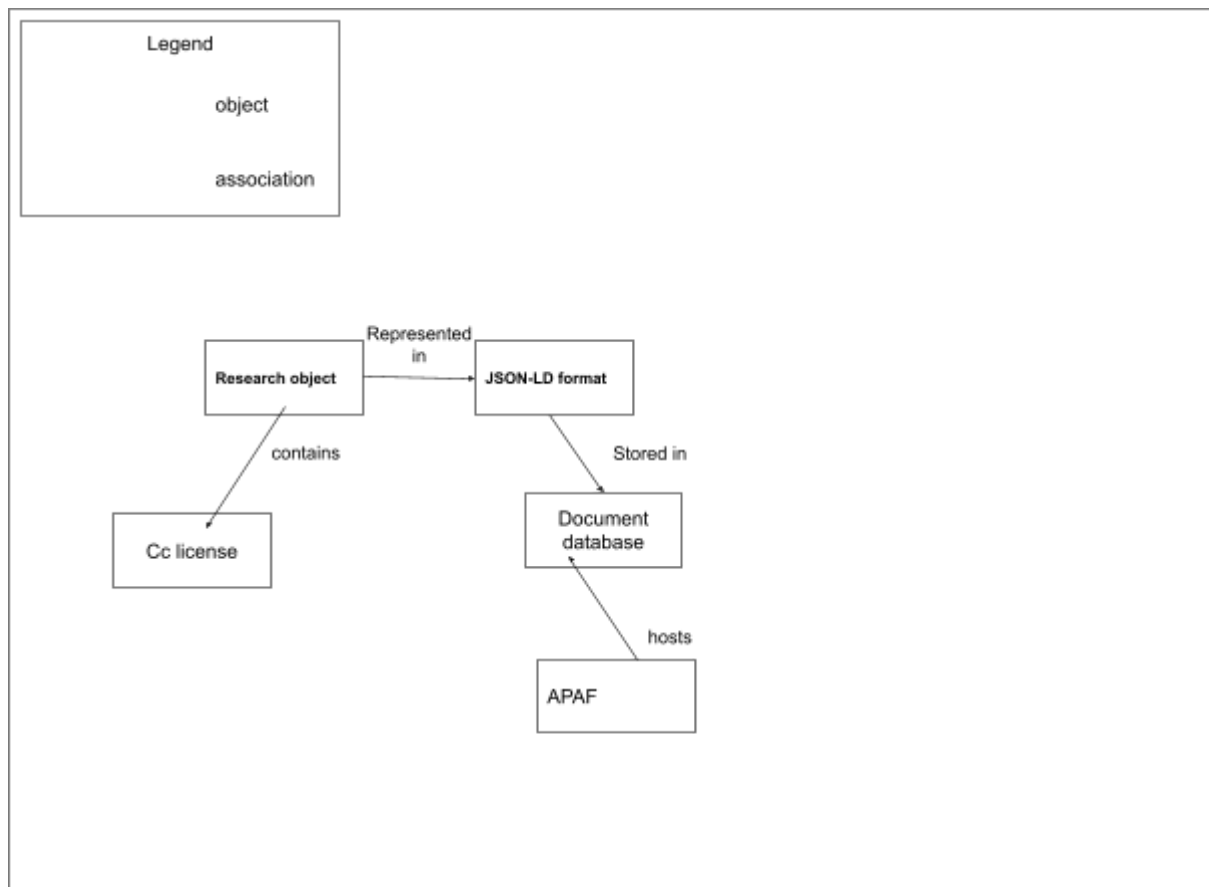 Legend
object
association
Represented
in
Research object
JSON-LD format
contains
Stored in
Document
database
Cc license
hosts
APAF